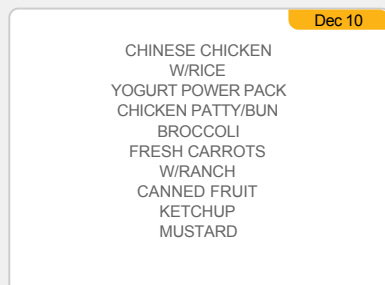 Dec 10
CHINESE CHICKEN
W/RICE
YOGURT POWER PACK
CHICKEN PATTY/BUN
BROCCOLI
FRESH CARROTS
W/RANCH
CANNED FRUIT
KETCHUP
MUSTARD